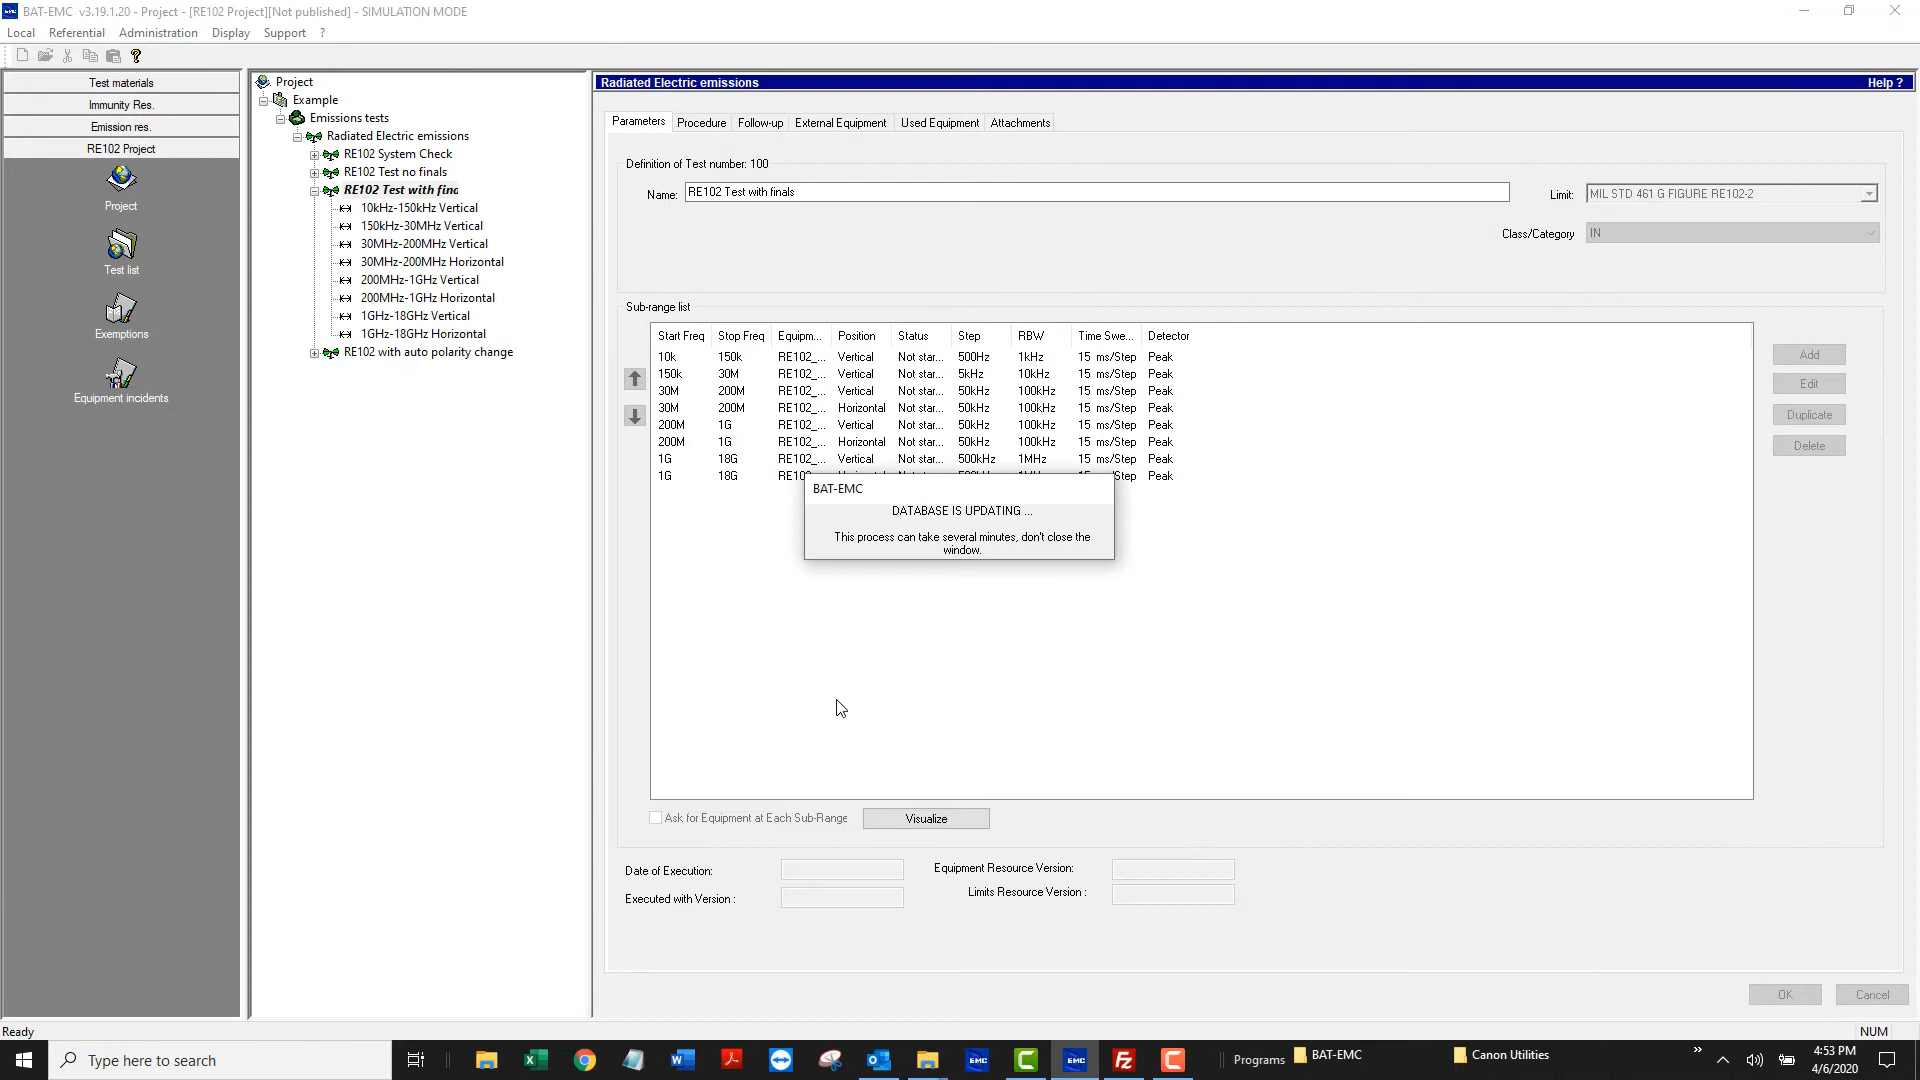 BAT-EMC v3.19.1.20 - Project - [RE102 Project][Not published] - SIMULATION MODE
Local Referential Administration Display Support ?
Test materials
Immunity Res.
Emission res.
RE102 Project
Project
Test list
Exemptions
Equipment incidents
Project
Example
Emissions tests
Radiated Electric emissions
RE102 System Check
RE102 Test no finals
RE102 Test with fina
10kHz-150kHz Vertical
150kHz-30MHz Vertical
30MHz-200MHz Vertical
30MHz-200MHz Horizontal
200MHz-1GHz Vertical
200MHz-1GHz Horizontal
1GHz-18GHz Vertical
1GHz-18GHz Horizontal
RE102 with auto polarity change
Radiated Electric emissions Help ?
Parameters Procedure Follow-up External Equipment Used Equipment Attachments
Definition of Test number: 100
Name: RE102 Test with finals Limit: MIL STD 461 G FIGURE RE102-2
Class/Category IN
Sub-range list
Start Freq Stop Freq Equipm... Position Status Step RBW Time Swe... Detector
10k 150k RE102_... Vertical Not star... 500Hz 1kHz 15 ms/Step Peak
150k 30M RE102_... Vertical Not star... 5kHz 10kHz 15 ms/Step Peak
30M 200M RE102_... Vertical Not star... 50kHz 100kHz 15 ms/Step Peak
30M 200M RE102_... Horizontal Not star... 50kHz 100kHz 15 ms/Step Peak
200M 1G RE102_... Vertical Not star... 50kHz 100kHz 15 ms/Step Peak
200M 1G RE102_... Horizontal Not star... 50kHz 100kHz 15 ms/Step Peak
1G 18G RE102_... Vertical Not star... 500kHz 1MHz 15 ms/Step Peak
1G 18G RE10 /Step Peak
Add
Edit
Duplicate
Delete
BAT-EMC
DATABASE IS UPDATING ...
This process can take several minutes, don't close the
window.
Ask for Equipment at Each Sub-Range Visualize
Date of Execution: Equipment Resource Version:
Executed with Version : Limits Resource Version :
OK Cancel
Ready NUM
Type here to search
Programs BAT-EMC Canon Utilities
4:53 PM
4/6/2020